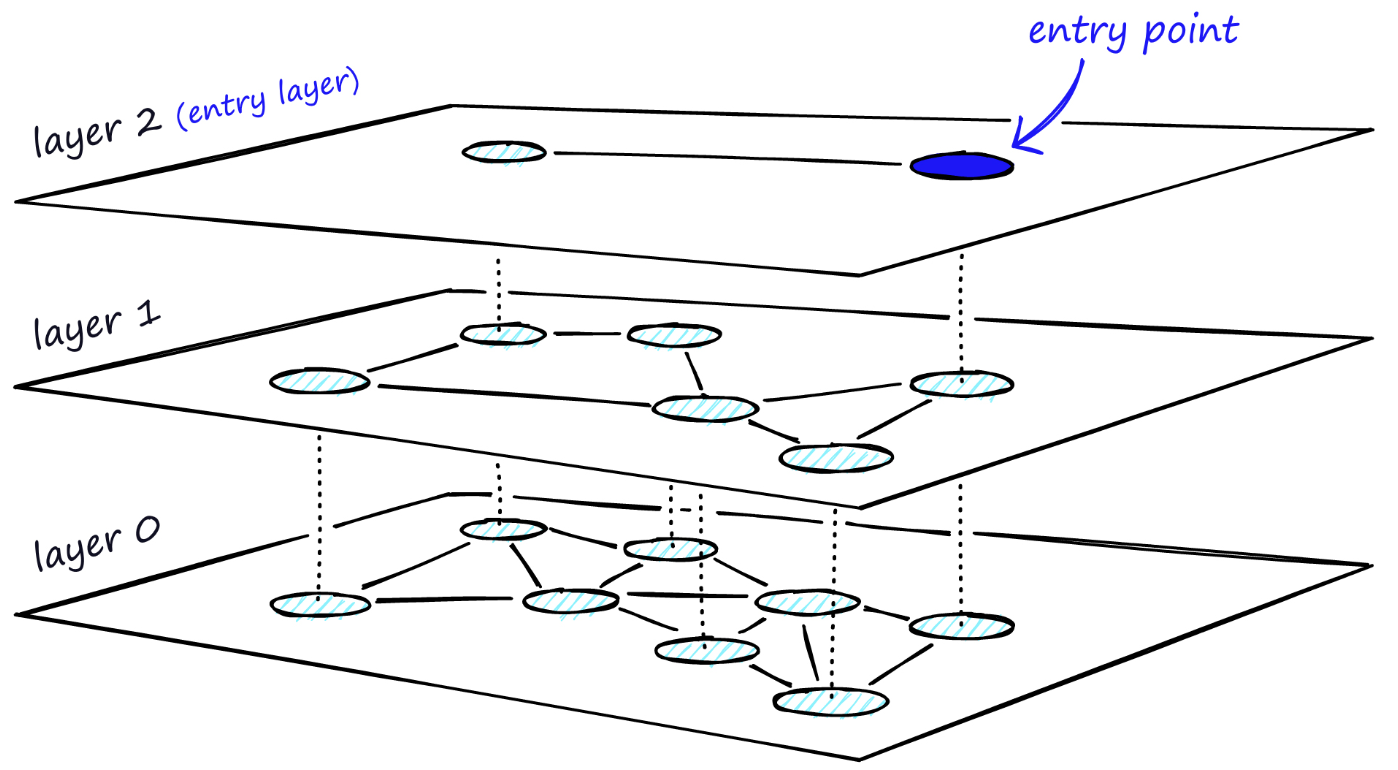 entry point
layer 2 (entry layer)
layer 1
layer 0